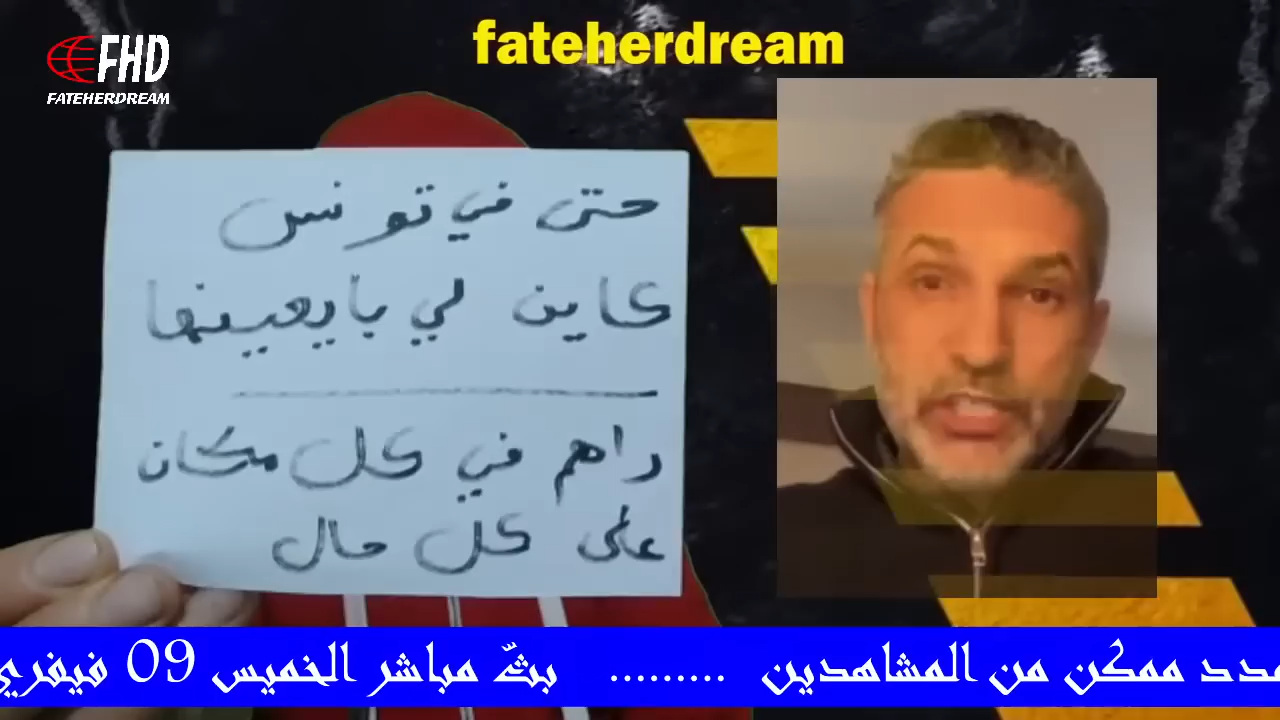 fateherdream
FHD
FATEHERDREAM
حتى في تونس
كاين لي بايعينها
راهم في كل مكان
على كل حال
ممكن من المشاهدين ......... بثّ مباشر الخميس 09 فيفري